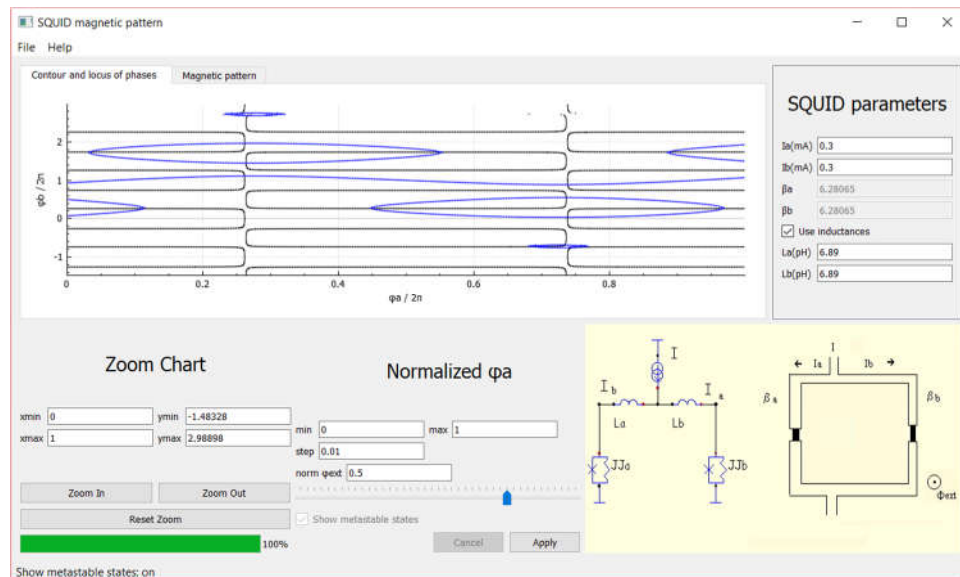 SQUID magnetic pattern
File Help
Contour and locus of phases Magnetic pattern
φb / 2π
2
1
0
-1
0 0.2 0.4 0.6 0.8
φa / 2π
SQUID parameters
Ia(mA) 0.3
Ib(mA) 0.3
βa 6.28065
βb 6.28065
Use inductances
La(pH) 6.89
Lb(pH) 6.89
Zoom Chart
xmin 0 ymin -1.48328
xmax 1 ymax 2.98898
Zoom In Zoom Out
Reset Zoom
100%
Normalized φa
min 0 max 1
step 0.01
norm φext 0.5
Show metastable states
Cancel Apply
I
I b I a
La Lb
JJa JJb
I
Ia Ib
β a β b
Φext
Show metastable states: on